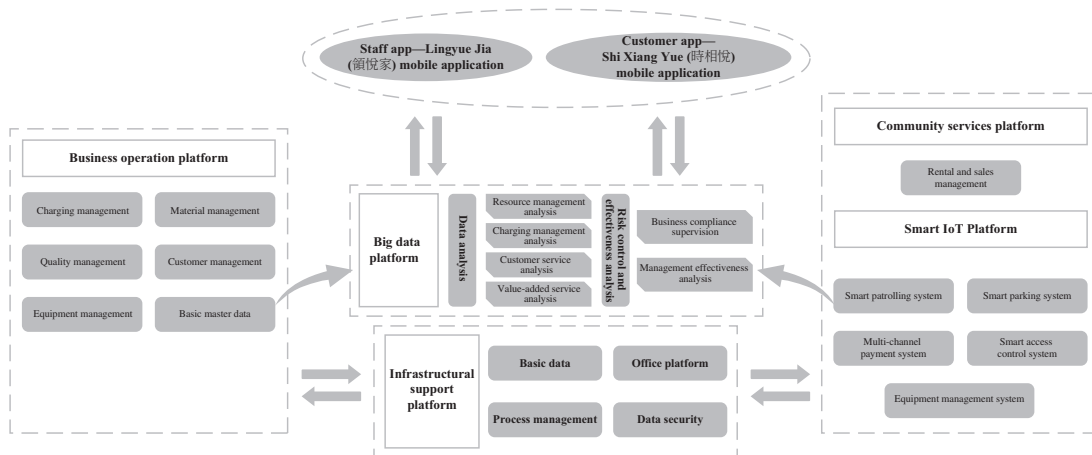 Staff app—Lingyue Jia
(領悅家) mobile application
Customer app—
Shi Xiang Yue (時相悅)
mobile application
Business operation platform
Charging management
Material management
Quality management
Customer management
Equipment management
Basic master data
Big data
platform
Data analysis
Resource management
analysis
Charging management
analysis
Customer service
analysis
Value-added service
analysis
Risk control and
effectiveness analysis
Business compliance
supervision
Management effectiveness
analysis
Infrastructural
support
platform
Basic data
Office platform
Process management
Data security
Community services platform
Rental and sales
management
Smart IoT Platform
Smart patrolling system
Smart parking system
Multi-channel
payment system
Smart access
control system
Equipment management system